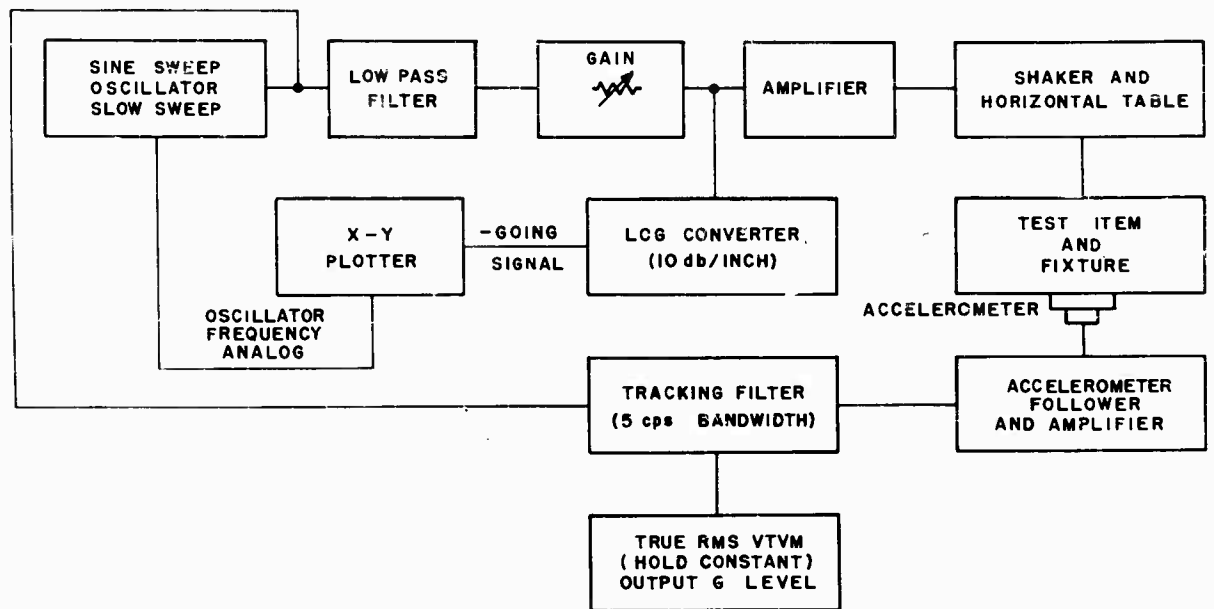 SINE SWEEP
OSCILLATOR
SLOW SWEEP
LOW PASS
FILTER
GAIN
AMPLIFIER
SHAKER AND
HORIZONTAL TABLE
X-Y
PLOTTER
-GOING
SIGNAL
LOG CONVERTER
(10 db/INCH)
TEST ITEM
AND
FIXTURE
ACCELEROMETER
OSCILLATOR
FREQUENCY
ANALOG
TRACKING FILTER
(5 cps BANDWIDTH)
ACCELEROMETER
FOLLOWER
AND AMPLIFIER
TRUE RMS VTVM
(HOLD CONSTANT)
OUTPUT G LEVEL